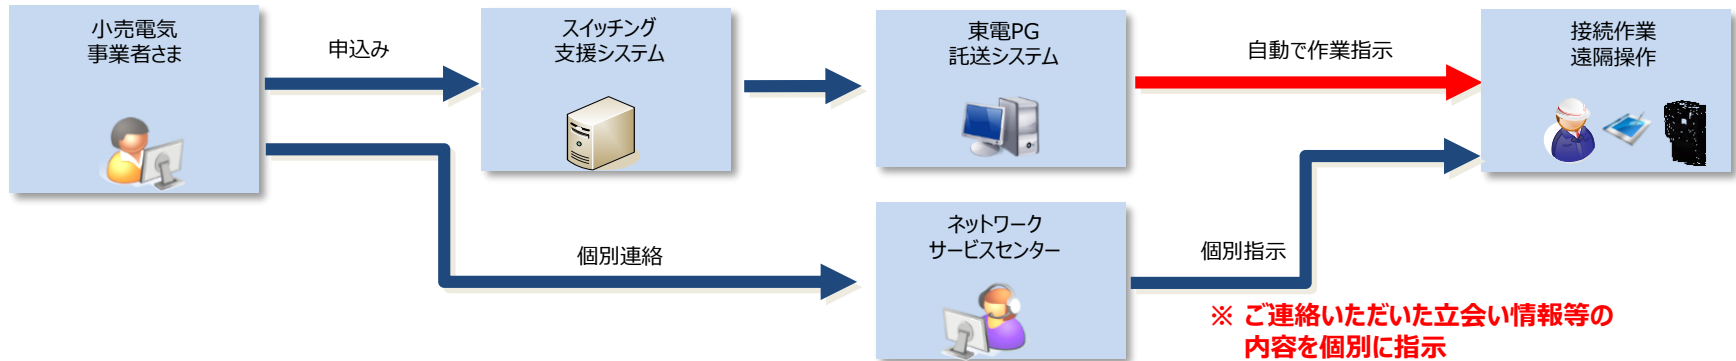 小売電気
事業者さま
申込み
スイッチング
支援システム
東電PG
託送システム
自動で作業指示
接続作業
遠隔操作
個別連絡
ネットワーク
サービスセンター
個別指示
※ ご連絡いただいた立会い情報等の
内容を個別に指示